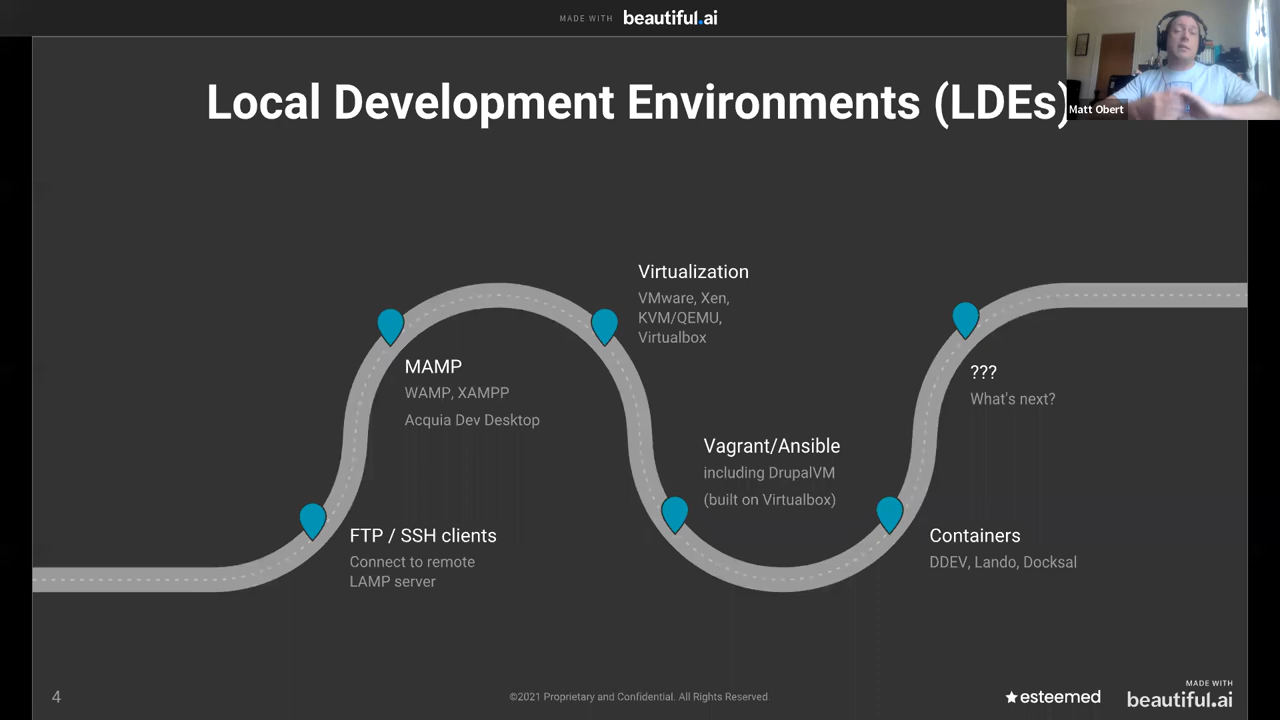 MADE WITH beautiful.ai
Matt Obert
Local Development Environments (LDEs)
FTP / SSH clients
Connect to remote
LAMP server
MAMP
WAMP, XAMPP
Acquia Dev Desktop
Virtualization
VMware, Xen,
KVM/QEMU,
Virtualbox
Vagrant/Ansible
including DrupalVM
(built on Virtualbox)
Containers
DDEV, Lando, Docksal
???
What's next?
4
©2021 Proprietary and Confidential. All Rights Reserved.
esteemed
MADE WITH
beautiful.ai